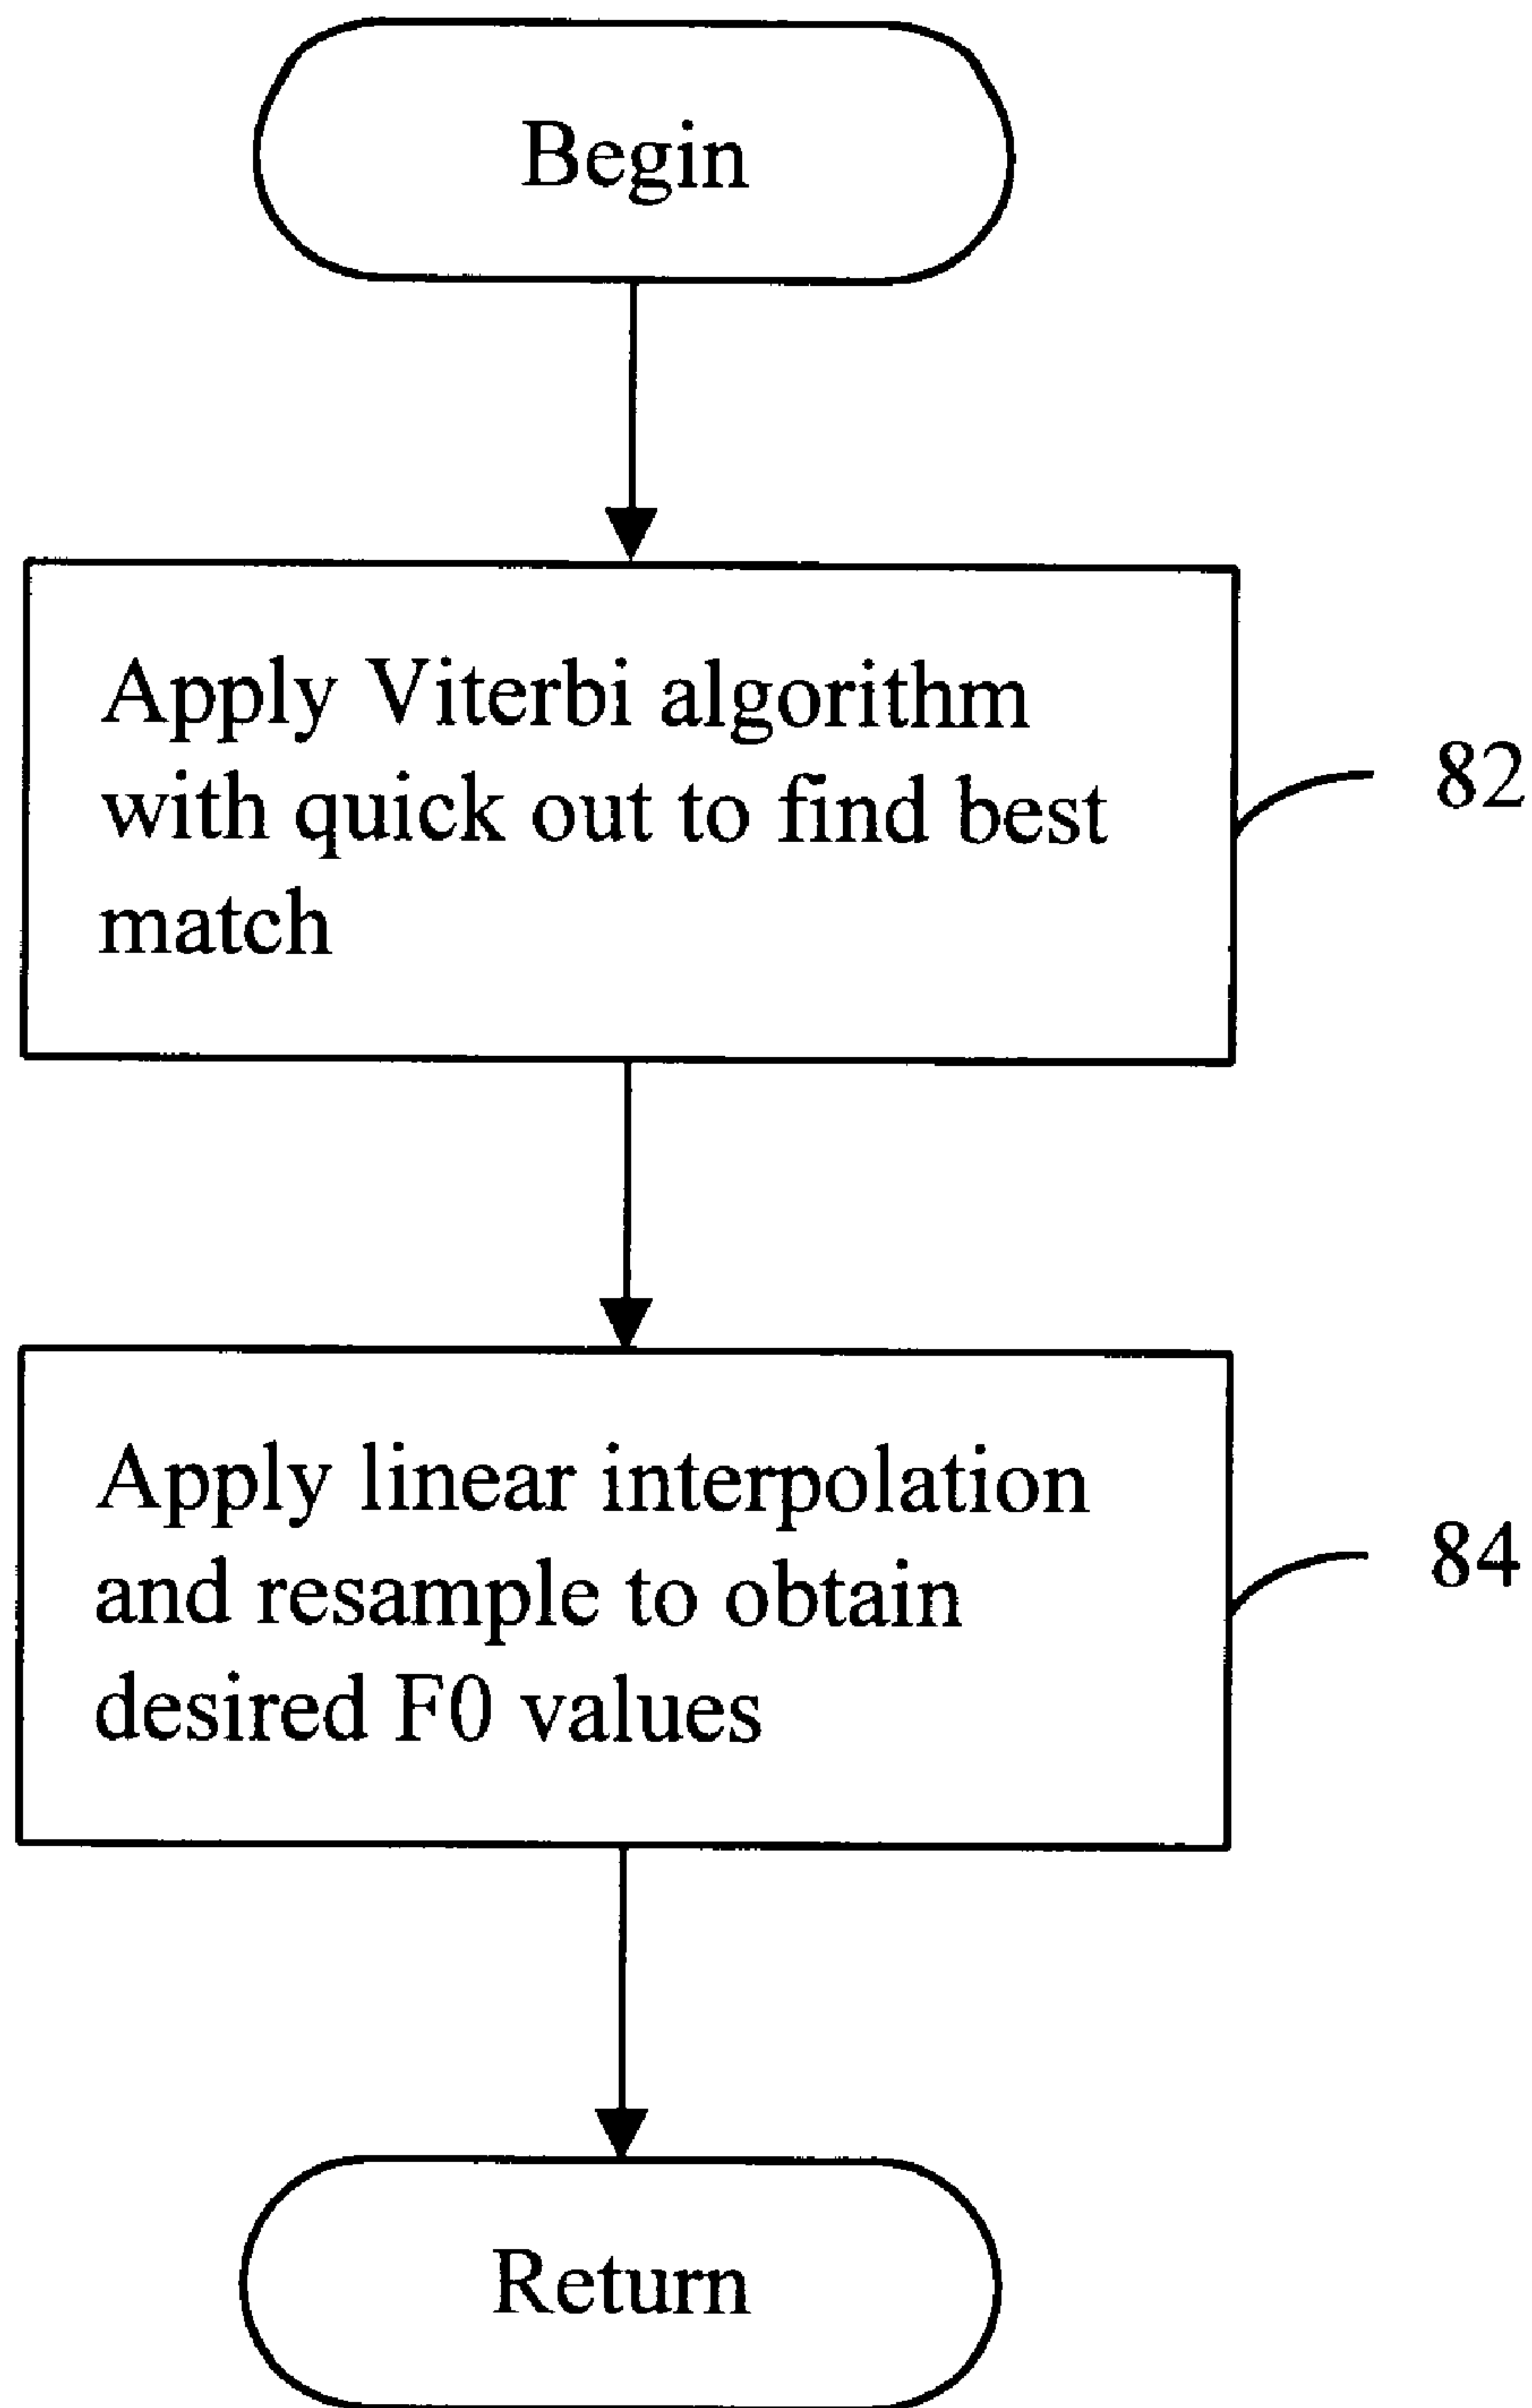 Begin
Apply Viterbi algorithm
with quick out to find best
match
82
Apply linear interpolation
and resample to obtain
desired F0 values
84
Return